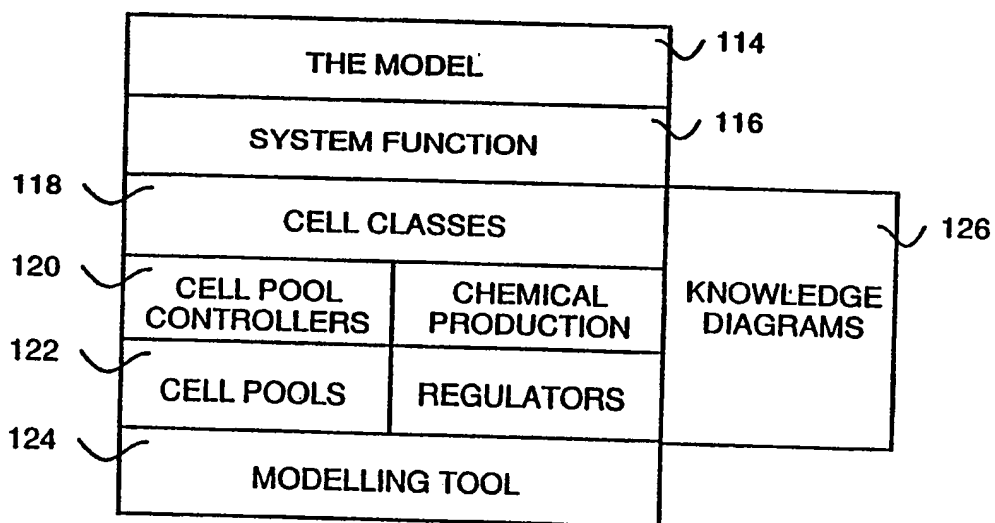 THE MODEL
114
SYSTEM FUNCTION
116
118
CELL CLASSES
126
120
CELL POOL
CONTROLLERS
CHEMICAL
PRODUCTION
KNOWLEDGE
DIAGRAMS
122
CELL POOLS
REGULATORS
124
MODELLING TOOL